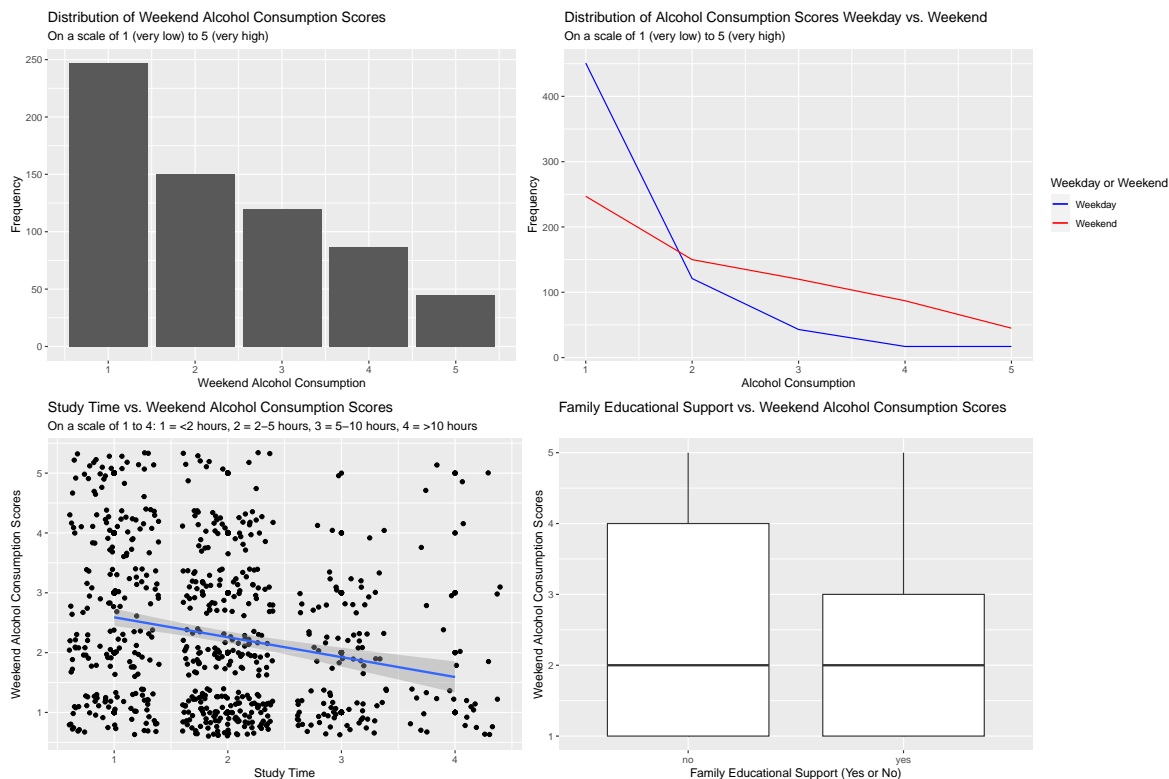 Distribution of Weekend Alcohol Consumption Scores
On a scale of 1 (very low) to 5 (very high)
250
200
150
100
50
0
Frequency
1 2 3 4 5
Weekend Alcohol Consumption
Distribution of Alcohol Consumption Scores Weekday vs. Weekend
On a scale of 1 (very low) to 5 (very high)
400
300
200
100
0
Frequency
1 2 3 4 5
Alcohol Consumption
Weekday or Weekend
Weekday
Weekend
Study Time vs. Weekend Alcohol Consumption Scores
On a scale of 1 to 4: 1 = <2 hours, 2 = 2–5 hours, 3 = 5–10 hours, 4 = >10 hours
5
4
3
2
1
Weekend Alcohol Consumption Scores
1 2 3 4
Study Time
Family Educational Support vs. Weekend Alcohol Consumption Scores
5
4
3
2
1
Weekend Alcohol Consumption Scores
no yes
Family Educational Support (Yes or No)